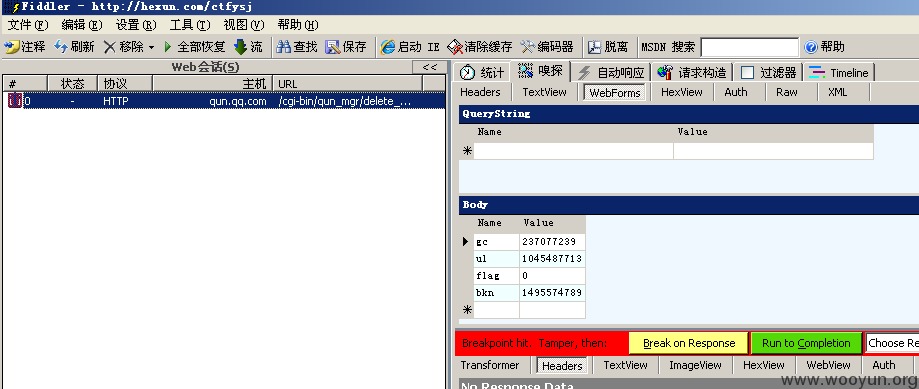 Fiddler - http://hexun.com/ctfysj
文件(F) 编辑(E) 设置(R) 工具(T) 视图(V) 帮助(H)
注释 刷新 移除 全部恢复 流 查找 保存 启动 IE 清除缓存 编码器 脱离 MSDN 搜索 帮助
Web会话(S) <<
# 状态 协议 主机 URL
0 - HTTP qun.qq.com /cgi-bin/qun_mgr/delete_...
统计 嗅探 自动响应 请求构造 过滤器 Timeline
Headers TextView WebForms HexView Auth Raw XML
QueryString
Name Value
Body
Name Value
gc 237077239
ul 1045487713
flag 0
bkn 1495574789
Breakpoint hit. Tamper, then: Break on Response Run to Completion Choose Re
Transformer Headers TextView ImageView HexView WebView Auth
No Response Data
www.wooyun.org